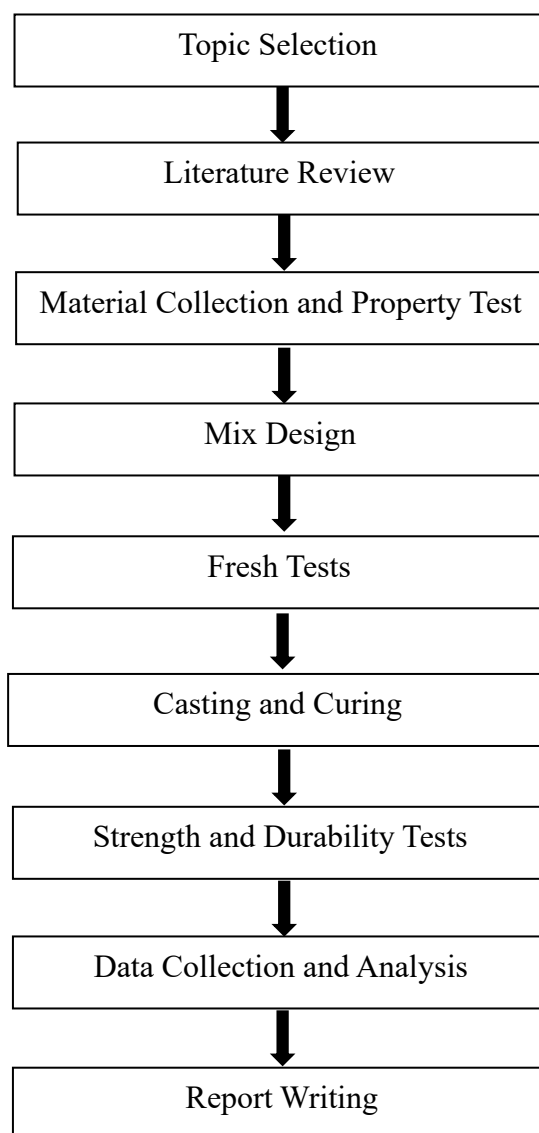 Topic Selection
Literature Review
Material Collection and Property Test
Mix Design
Fresh Tests
Casting and Curing
Strength and Durability Tests
Data Collection and Analysis
Report Writing